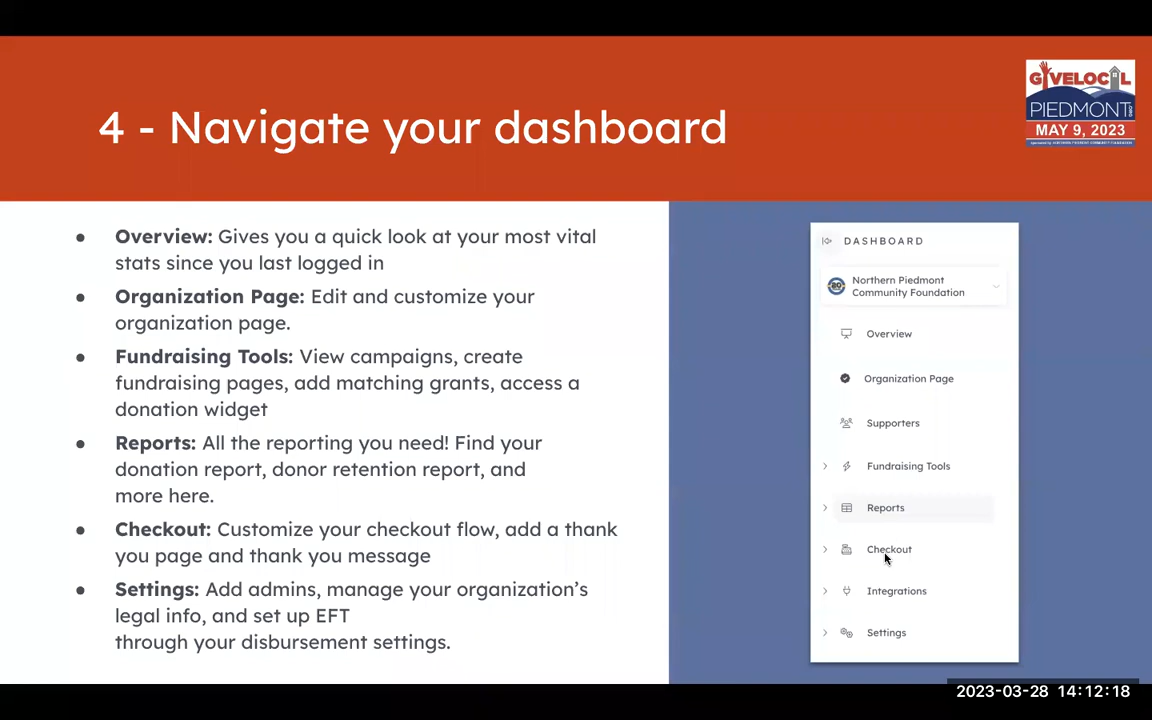 4 - Navigate your dashboard
GIVELOCAL
PIEDMONT.ORG
MAY 9, 2023
● Overview: Gives you a quick look at your most vital
stats since you last logged in
● Organization Page: Edit and customize your
organization page.
● Fundraising Tools: View campaigns, create
fundraising pages, add matching grants, access a
donation widget
● Reports: All the reporting you need! Find your
donation report, donor retention report, and
more here.
● Checkout: Customize your checkout flow, add a thank
you page and thank you message
● Settings: Add admins, manage your organization’s
legal info, and set up EFT
through your disbursement settings.
DASHBOARD
Northern Piedmont
Community Foundation
Overview
Organization Page
Supporters
Fundraising Tools
Reports
Checkout
Integrations
Settings
2023-03-28 14:12:18